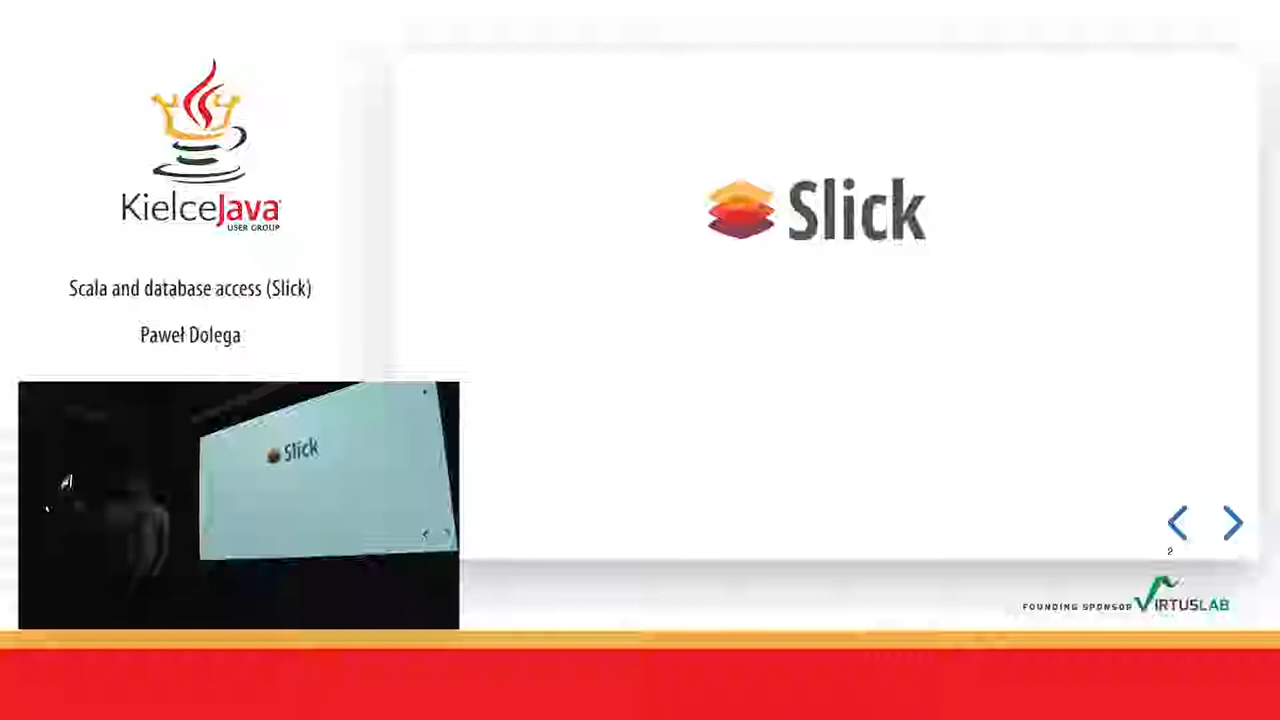 KielceJava
USER GROUP
Scala and database access (Slick)
Paweł Dolega
Slick
Slick
2
FOUNDING SPONSOR VIRTUSLAB